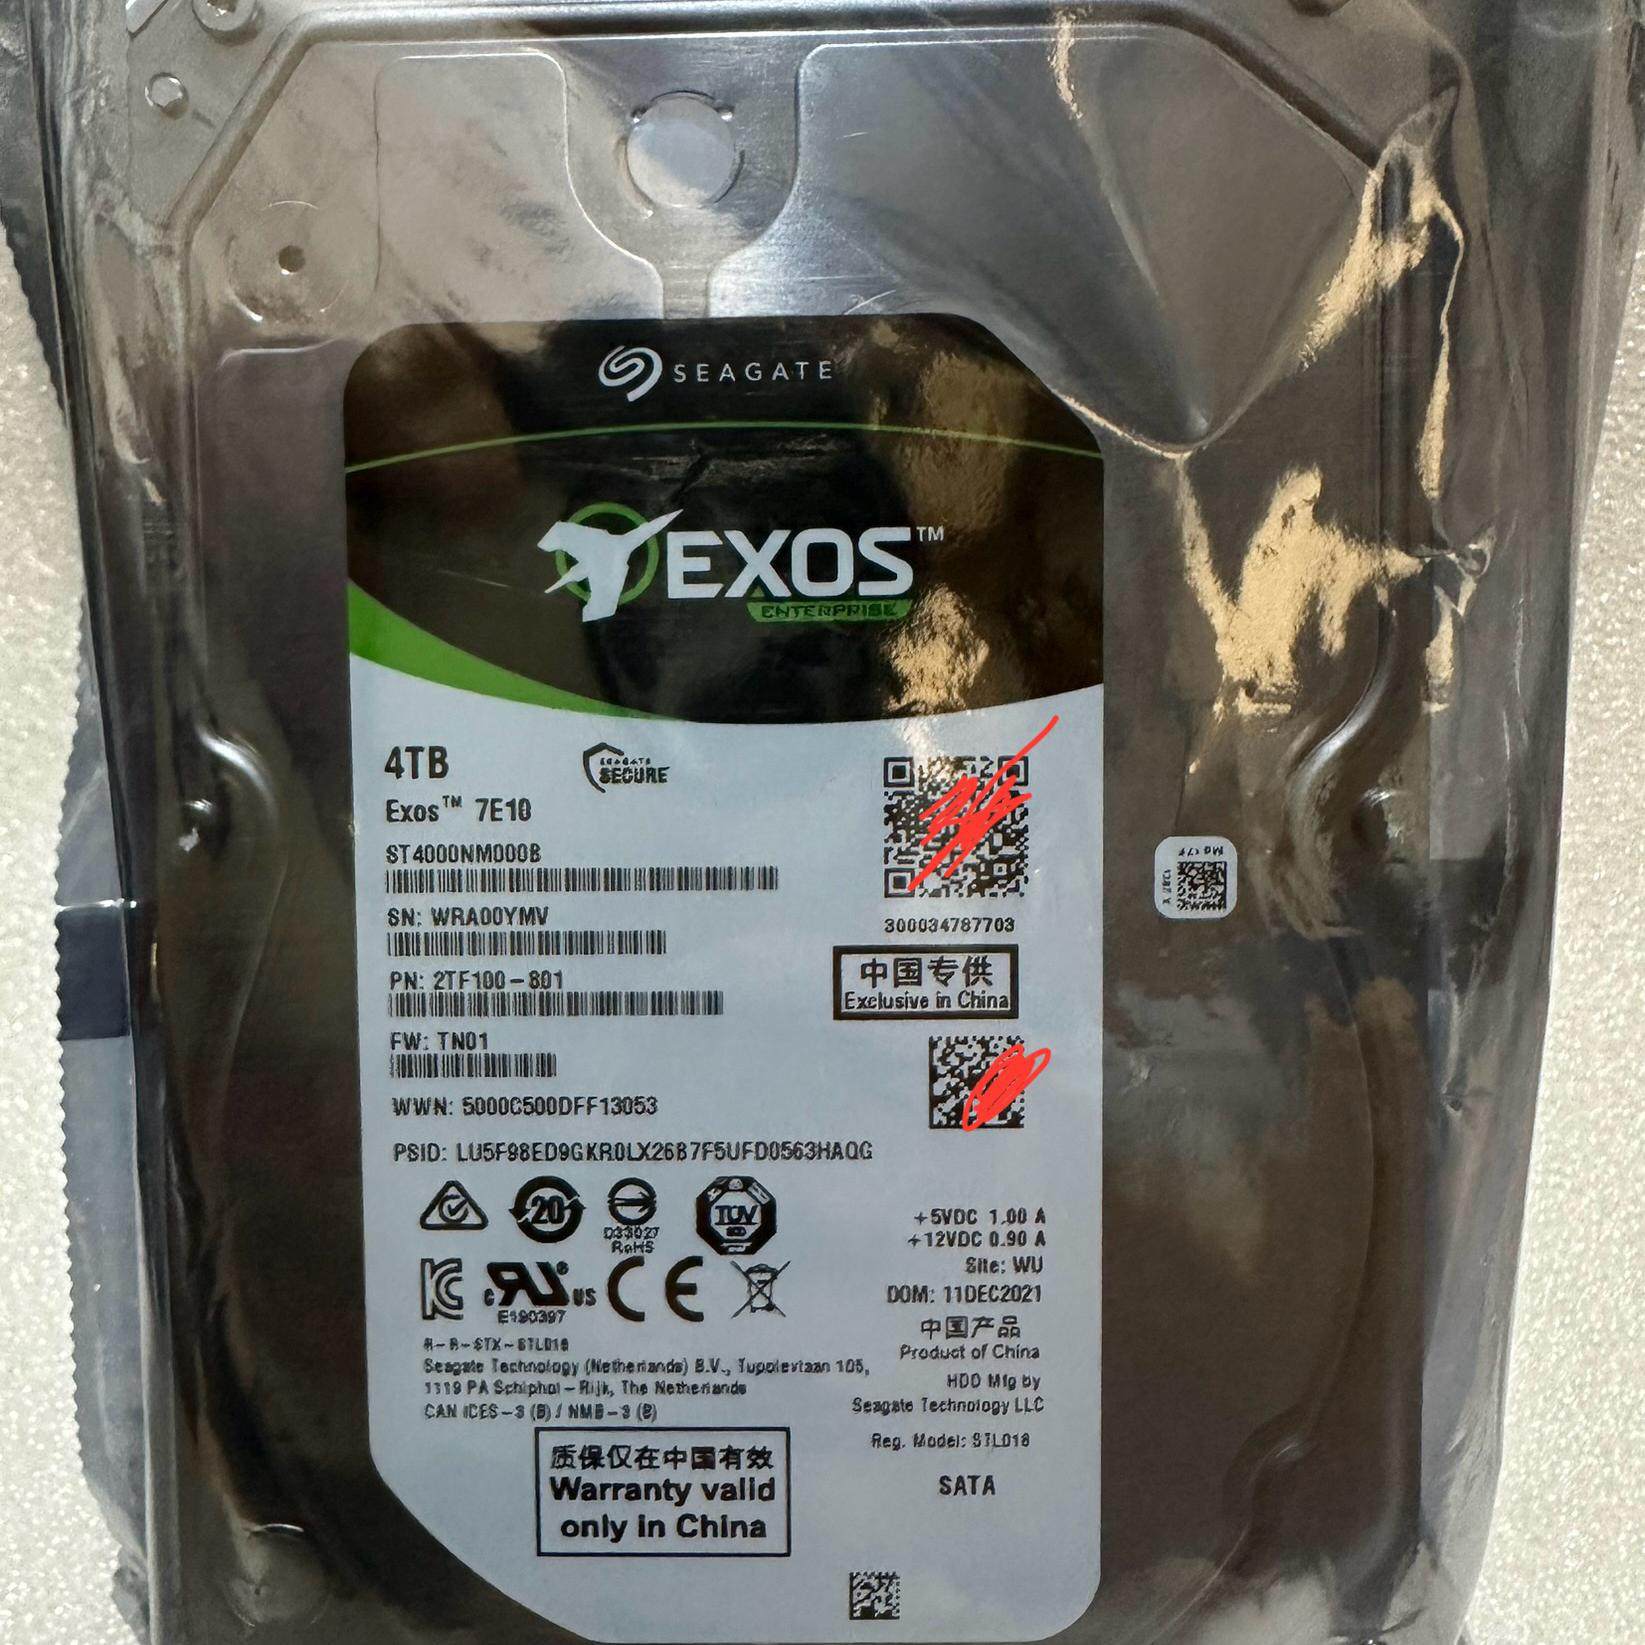 SEAGATE
EXOS™
ENTERPRISE
4TB
SEAGATE
SECURE
Exos™ 7E10
ST4000NM000B
SN: WRA00YMV
300034787703
PN: 2TF100-801
中国专供
Exclusive in China
FW: TN01
WWN: 5000C500DFF13053
PSID: LU5F98ED9GKR0LX26B7F5UFD0563HAQG
20
D33027
RoHS
TÜV
+5VDC 1.00 A
+12VDC 0.90 A
Site: WU
DOM: 11DEC2021
c US
E190397
CE
中国产品
Product of China
HDD Mfg by
Seagate Technology LLC
Reg. Model: STL018
SATA
R-R-STX-STL018
Seagate Technology (Netherlands) B.V., Tupolevlaan 105,
1119 PA Schiphol-Rijk, The Netherlands
CAN ICES-3 (B) / NMB-3 (B)
质保仅在中国有效
Warranty valid
only in China